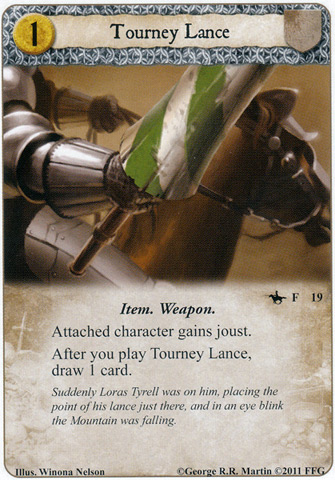 1
Tourney Lance
F 19
Item. Weapon.
Attached character gains joust.
After you play Tourney Lance,
draw 1 card.
Suddenly Loras Tyrell was on him, placing the
point of his lance just there, and in an eye blink
the Mountain was falling.
Illus. Winona Nelson ©George R.R. Martin ©2011 FFG